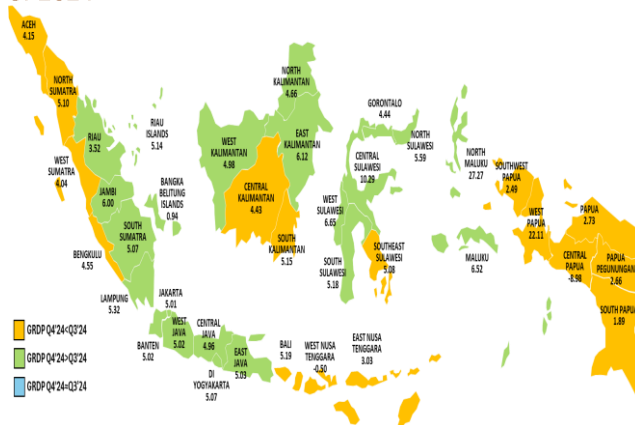 ACEH
4.15
NORTH
SUMATRA
5.10
RIAU
3.52
RIAU
ISLANDS
5.14
WEST
SUMATRA
4.04
JAMBI
6.00
BANGKA
BELITUNG
ISLANDS
0.94
SOUTH
SUMATRA
5.07
BENGKULU
4.55
LAMPUNG
5.32
JAKARTA
5.01
BANTEN
5.02
WEST
JAVA
5.02
CENTRAL
JAVA
4.96
DI
YOGYAKARTA
5.07
EAST
JAVA
5.03
BALI
5.19
WEST NUSA
TENGGARA
-0.50
EAST NUSA
TENGGARA
3.03
NORTH
KALIMANTAN
4.66
WEST
KALIMANTAN
4.98
EAST
KALIMANTAN
6.12
CENTRAL
KALIMANTAN
4.43
SOUTH
KALIMANTAN
5.15
GORONTALO
4.44
NORTH
SULAWESI
5.59
CENTRAL
SULAWESI
10.29
WEST
SULAWESI
6.65
SOUTH
SULAWESI
5.18
SOUTHEAST
SULAWESI
5.08
NORTH
MALUKU
27.27
MALUKU
6.52
SOUTHWEST
PAPUA
2.49
WEST
PAPUA
22.11
PAPUA
2.73
CENTRAL
PAPUA
-8.98
PAPUA
PEGUNUNGAN
2.66
SOUTH PAPUA
1.89
GRDP Q4'24<Q3'24
GRDP Q4'24>Q3'24
GRDP Q4'24=Q3'24